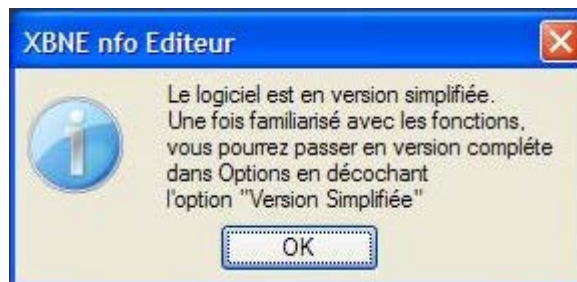 XBNE nfo Editeur
Le logiciel est en version simplifiée.
Une fois familiarisé avec les fonctions,
vous pourrez passer en version compléte
dans Options en décochant
l'option "Version Simplifiée"
OK